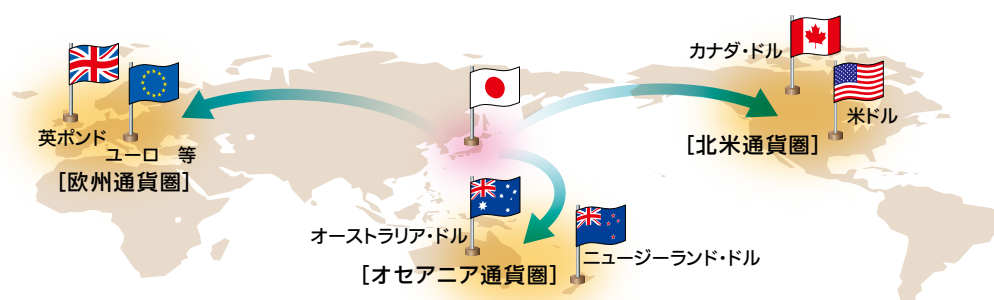 英ポンド
ユーロ　等
[欧州通貨圏]
カナダ・ドル
米ドル
[北米通貨圏]
オーストラリア・ドル
ニュージーランド・ドル
[オセアニア通貨圏]